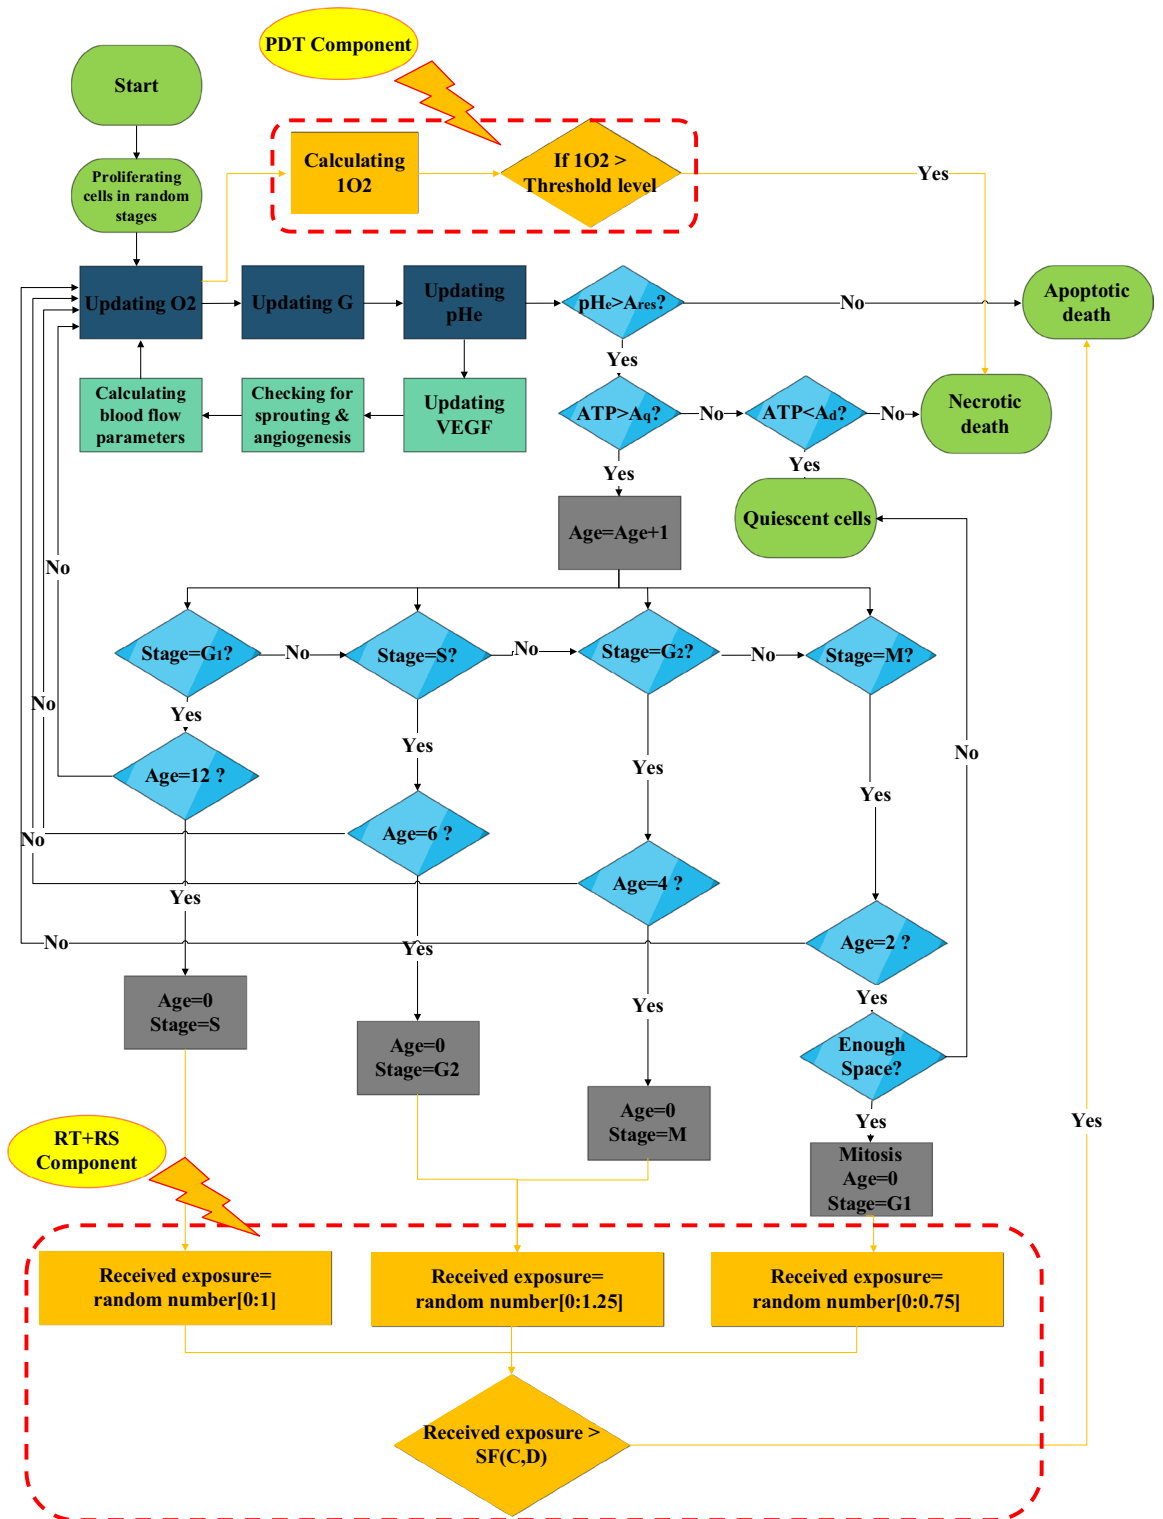 PDT Component
Start
Calculating
1O2
If 1O2 >
Threshold level
Yes
Proliferating
cells in random
stages
Updating O2
Updating G
Updating
pHe
pHe>Ares?
No
Apoptotic
death
Yes
Calculating
blood flow
parameters
Checking for
sprouting &
angiogenesis
Updating
VEGF
ATP>Aq?
No
ATP<Ad?
No
Necrotic
death
Yes
Yes
Age=Age+1
Quiescent cells
No
Stage=G1?
No
Stage=S?
No
Stage=G2?
No
Stage=M?
No
Yes
Yes
Yes
Yes
No
Age=12 ?
Age=6 ?
No
Age=4 ?
Yes
Age=2 ?
No
Yes
Yes
Yes
Age=0
Stage=S
Age=0
Stage=G2
Enough
Space?
Age=0
Stage=M
Yes
Yes
RT+RS
Component
Mitosis
Age=0
Stage=G1
Received exposure=
random number[0:1]
Received exposure=
random number[0:1.25]
Received exposure=
random number[0:0.75]
Received exposure >
SF(C,D)